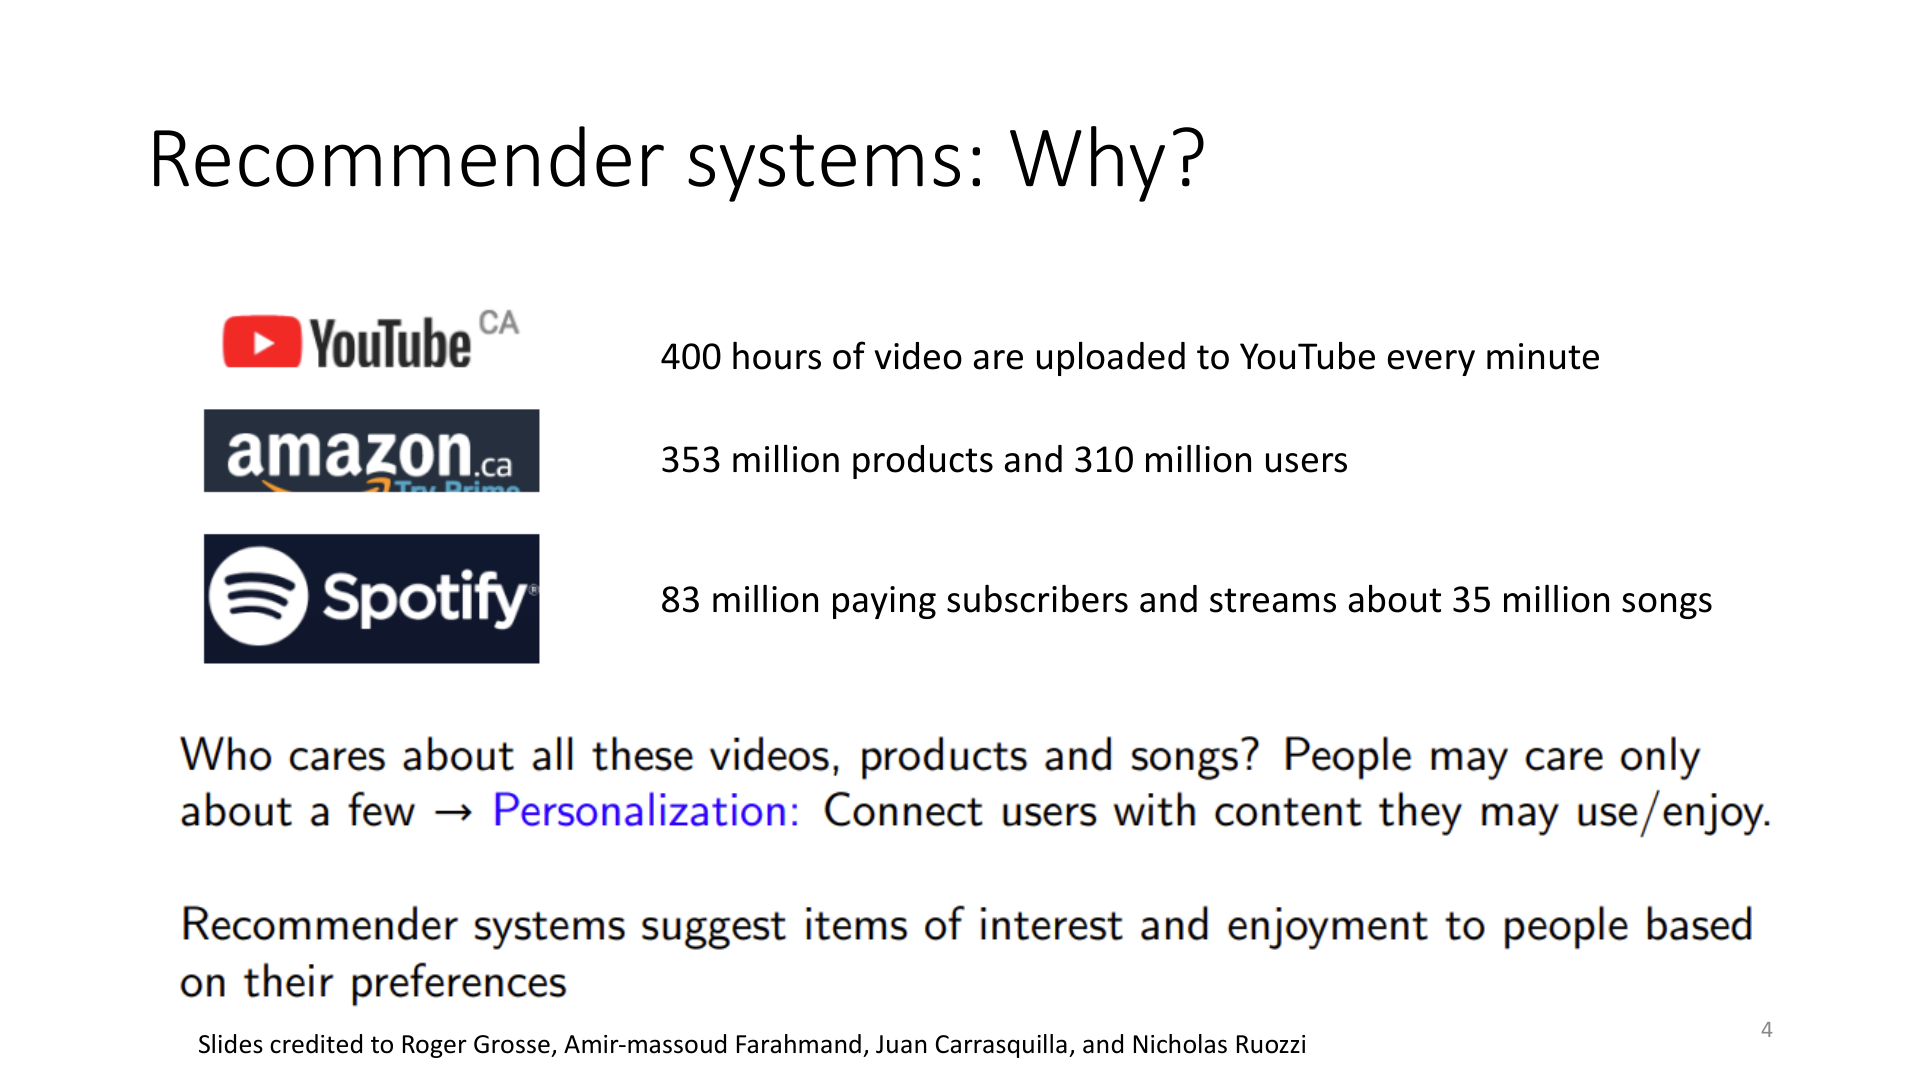 Recommender systems: Why?
YouTube CA
400 hours of video are uploaded to YouTube every minute
amazon.ca
Try Prime
353 million products and 310 million users
Spotify®
83 million paying subscribers and streams about 35 million songs
Who cares about all these videos, products and songs? People may care only
about a few → Personalization: Connect users with content they may use/enjoy.
Recommender systems suggest items of interest and enjoyment to people based
on their preferences
Slides credited to Roger Grosse, Amir-massoud Farahmand, Juan Carrasquilla, and Nicholas Ruozzi
4